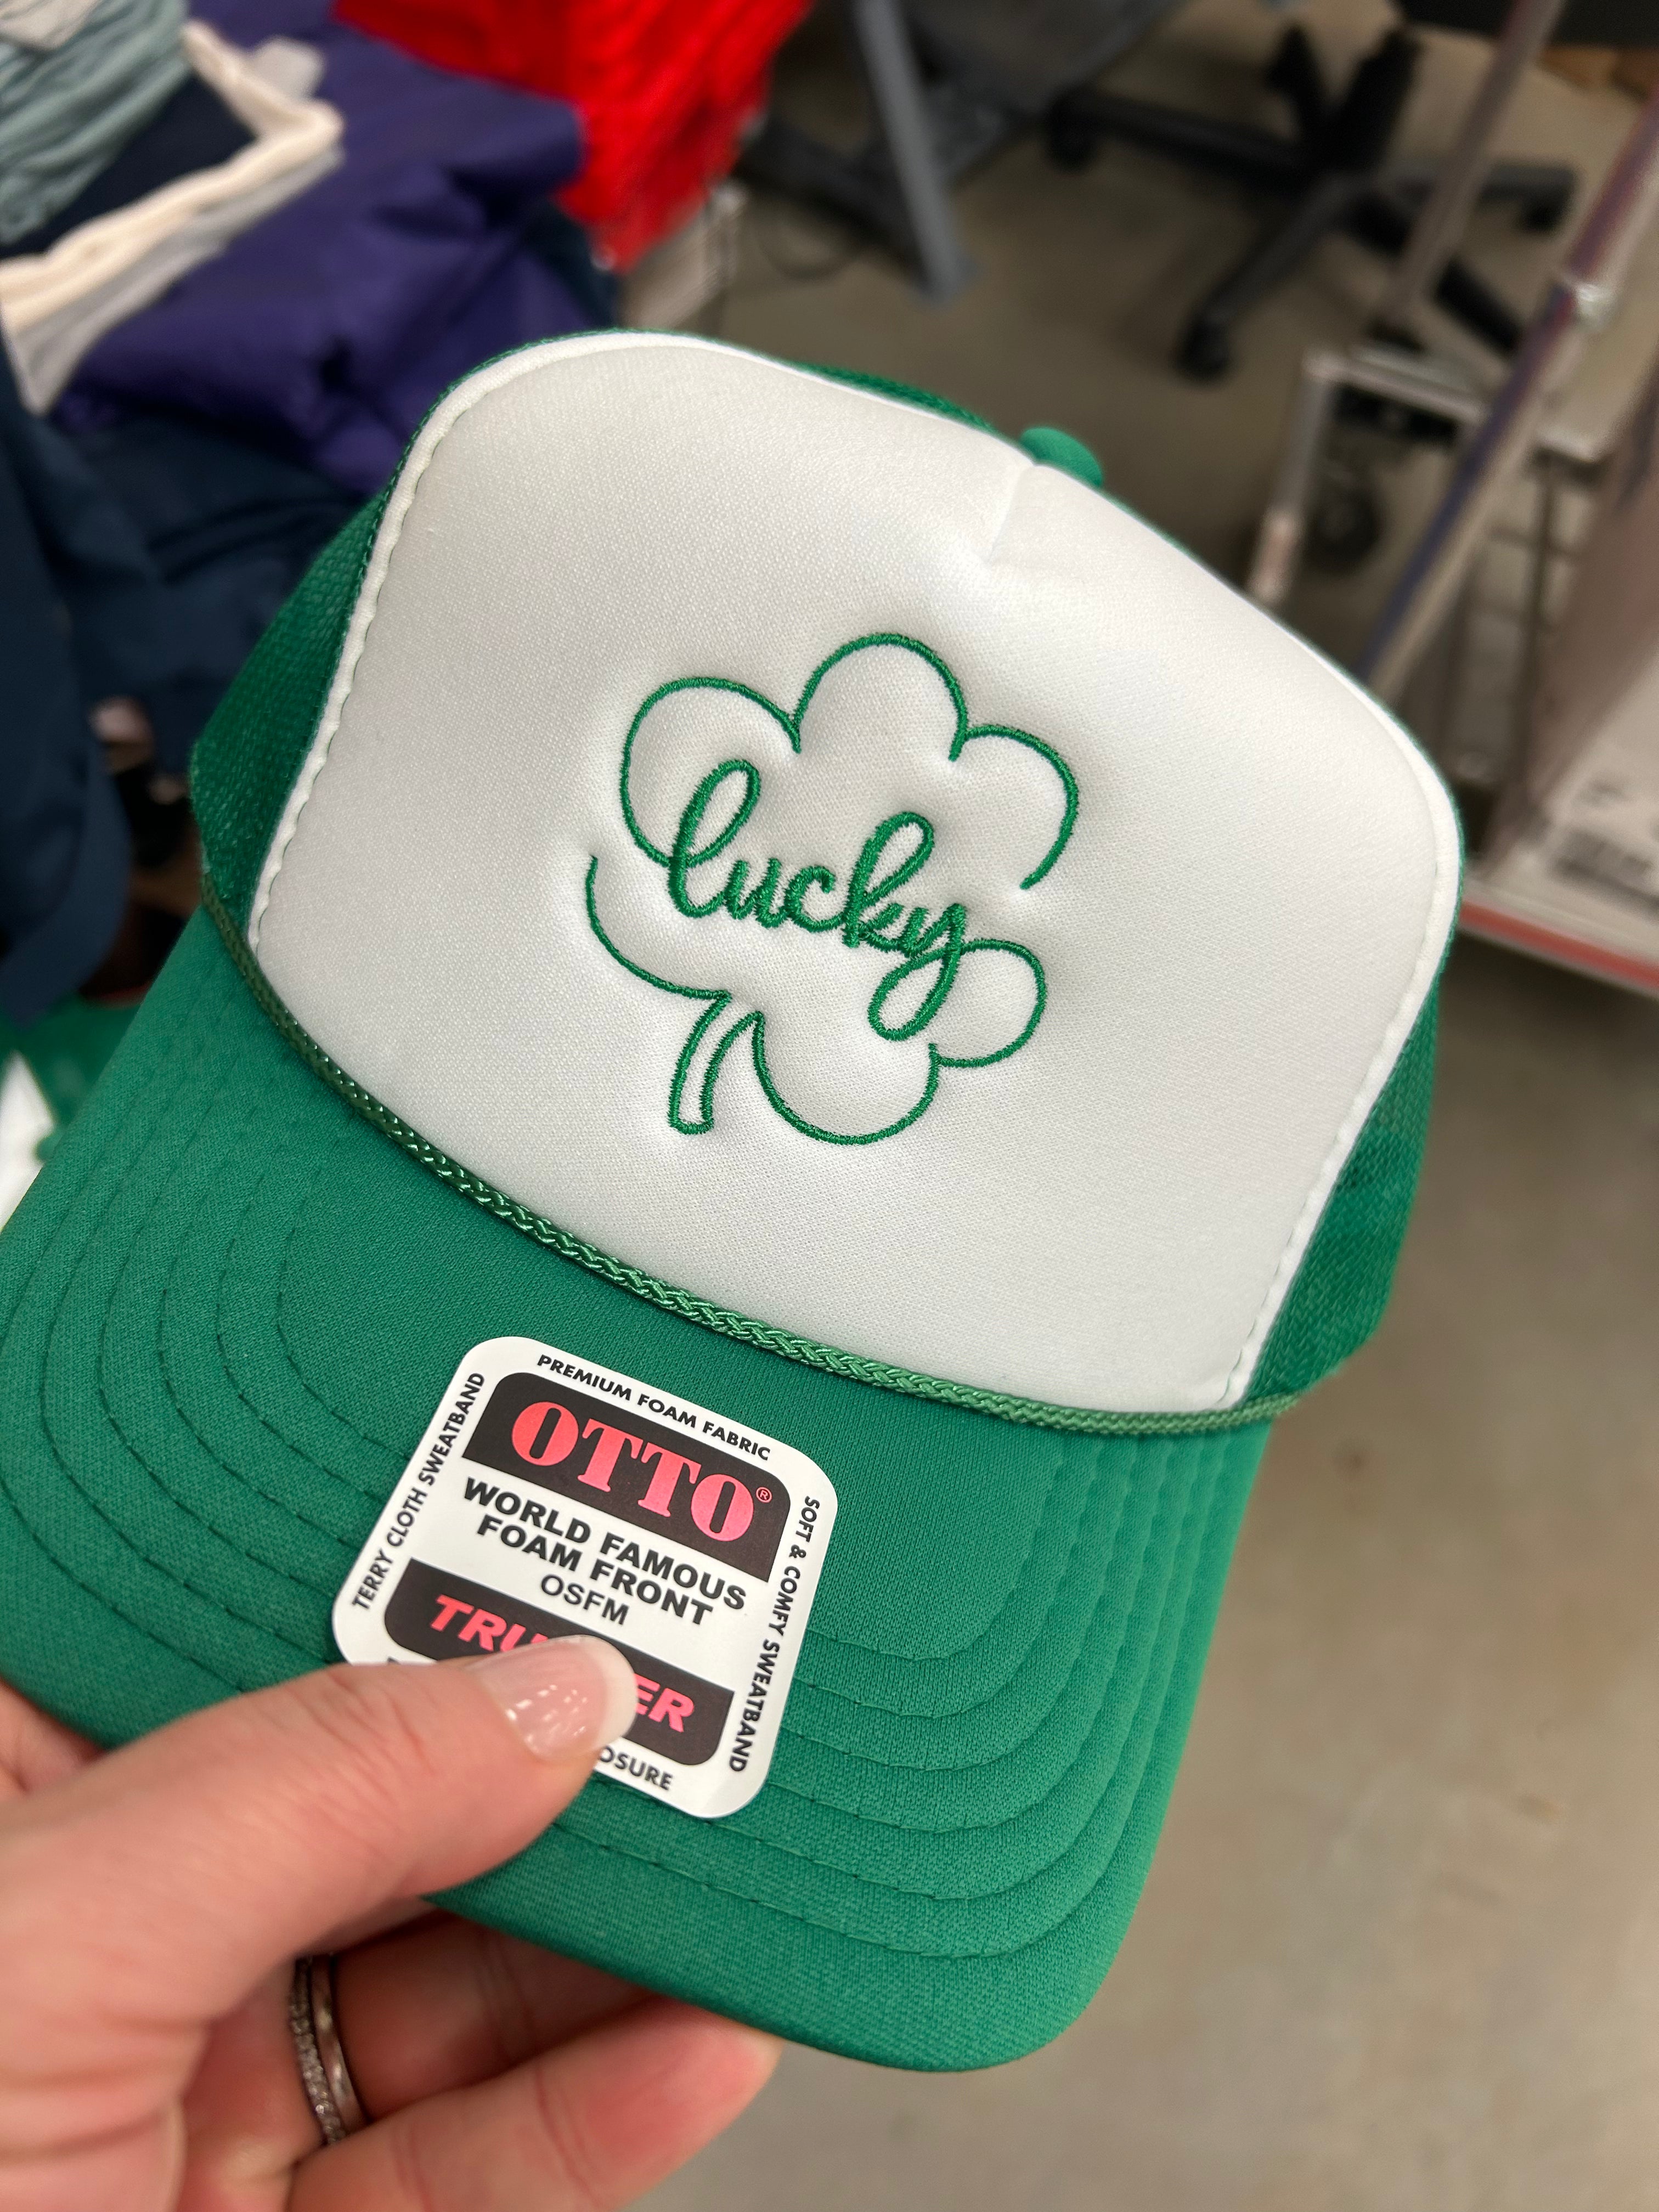 lucky
PREMIUM FOAM FABRIC
OTTO®
WORLD FAMOUS
FOAM FRONT
OSFM
TERRY CLOTH SWEATBAND
SOFT & COMFY SWEATBAND